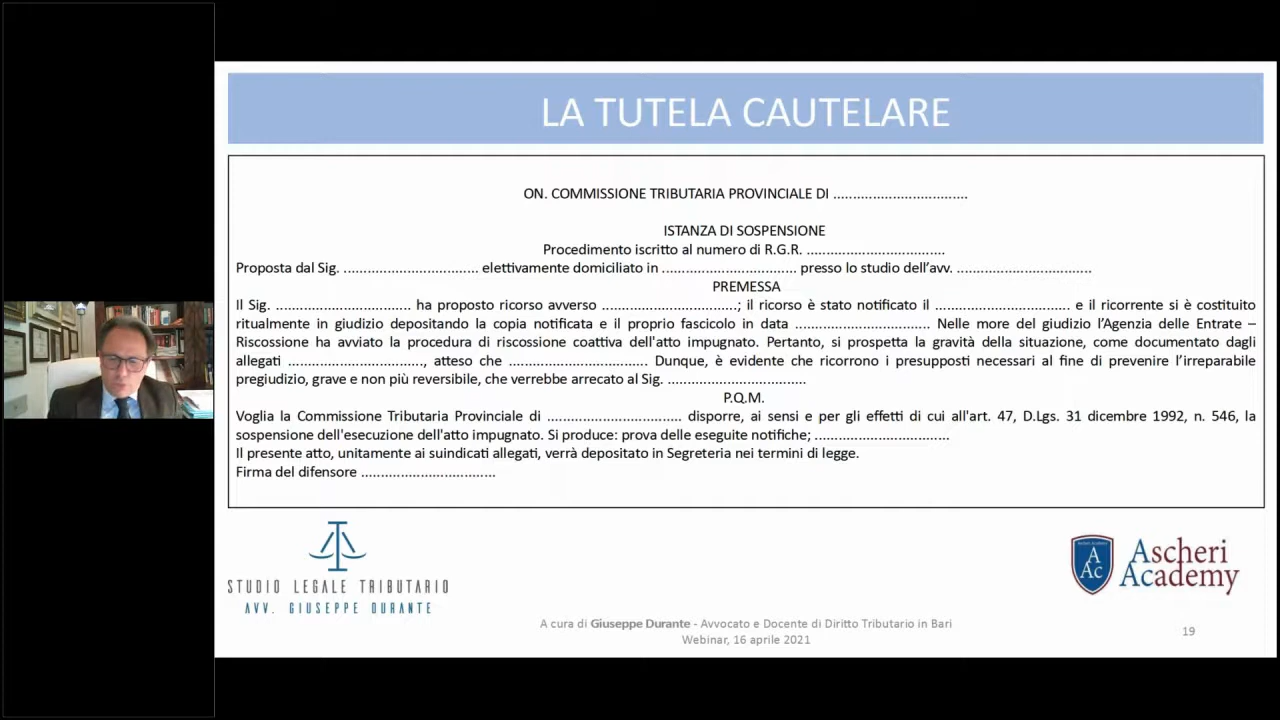 LA TUTELA CAUTELARE
ON. COMMISSIONE TRIBUTARIA PROVINCIALE DI ..................................
ISTANZA DI SOSPENSIONE
Procedimento iscritto al numero di R.G.R. ..................................
Proposta dal Sig. .................................. elettivamente domiciliato in .................................. presso lo studio dell’avv. ..................................
PREMESSA
Il Sig. .................................. ha proposto ricorso avverso ..................................; il ricorso è stato notificato il .................................. e il ricorrente si è costituito
ritualmente in giudizio depositando la copia notificata e il proprio fascicolo in data .................................. Nelle more del giudizio l’Agenzia delle Entrate –
Riscossione ha avviato la procedura di riscossione coattiva dell'atto impugnato. Pertanto, si prospetta la gravità della situazione, come documentato dagli
allegati .................................., atteso che .................................. Dunque, è evidente che ricorrono i presupposti necessari al fine di prevenire l’irreparabile
pregiudizio, grave e non più reversibile, che verrebbe arrecato al Sig. ..................................
P.Q.M.
Voglia la Commissione Tributaria Provinciale di .................................. disporre, ai sensi e per gli effetti di cui all'art. 47, D.Lgs. 31 dicembre 1992, n. 546, la
sospensione dell'esecuzione dell'atto impugnato. Si produce: prova delle eseguite notifiche; ..................................
Il presente atto, unitamente ai suindicati allegati, verrà depositato in Segreteria nei termini di legge.
Firma del difensore ..................................
STUDIO LEGALE TRIBUTARIO
AVV. GIUSEPPE DURANTE
A Ac
Ascheri
Academy
A cura di Giuseppe Durante - Avvocato e Docente di Diritto Tributario in Bari
Webinar, 16 aprile 2021
19